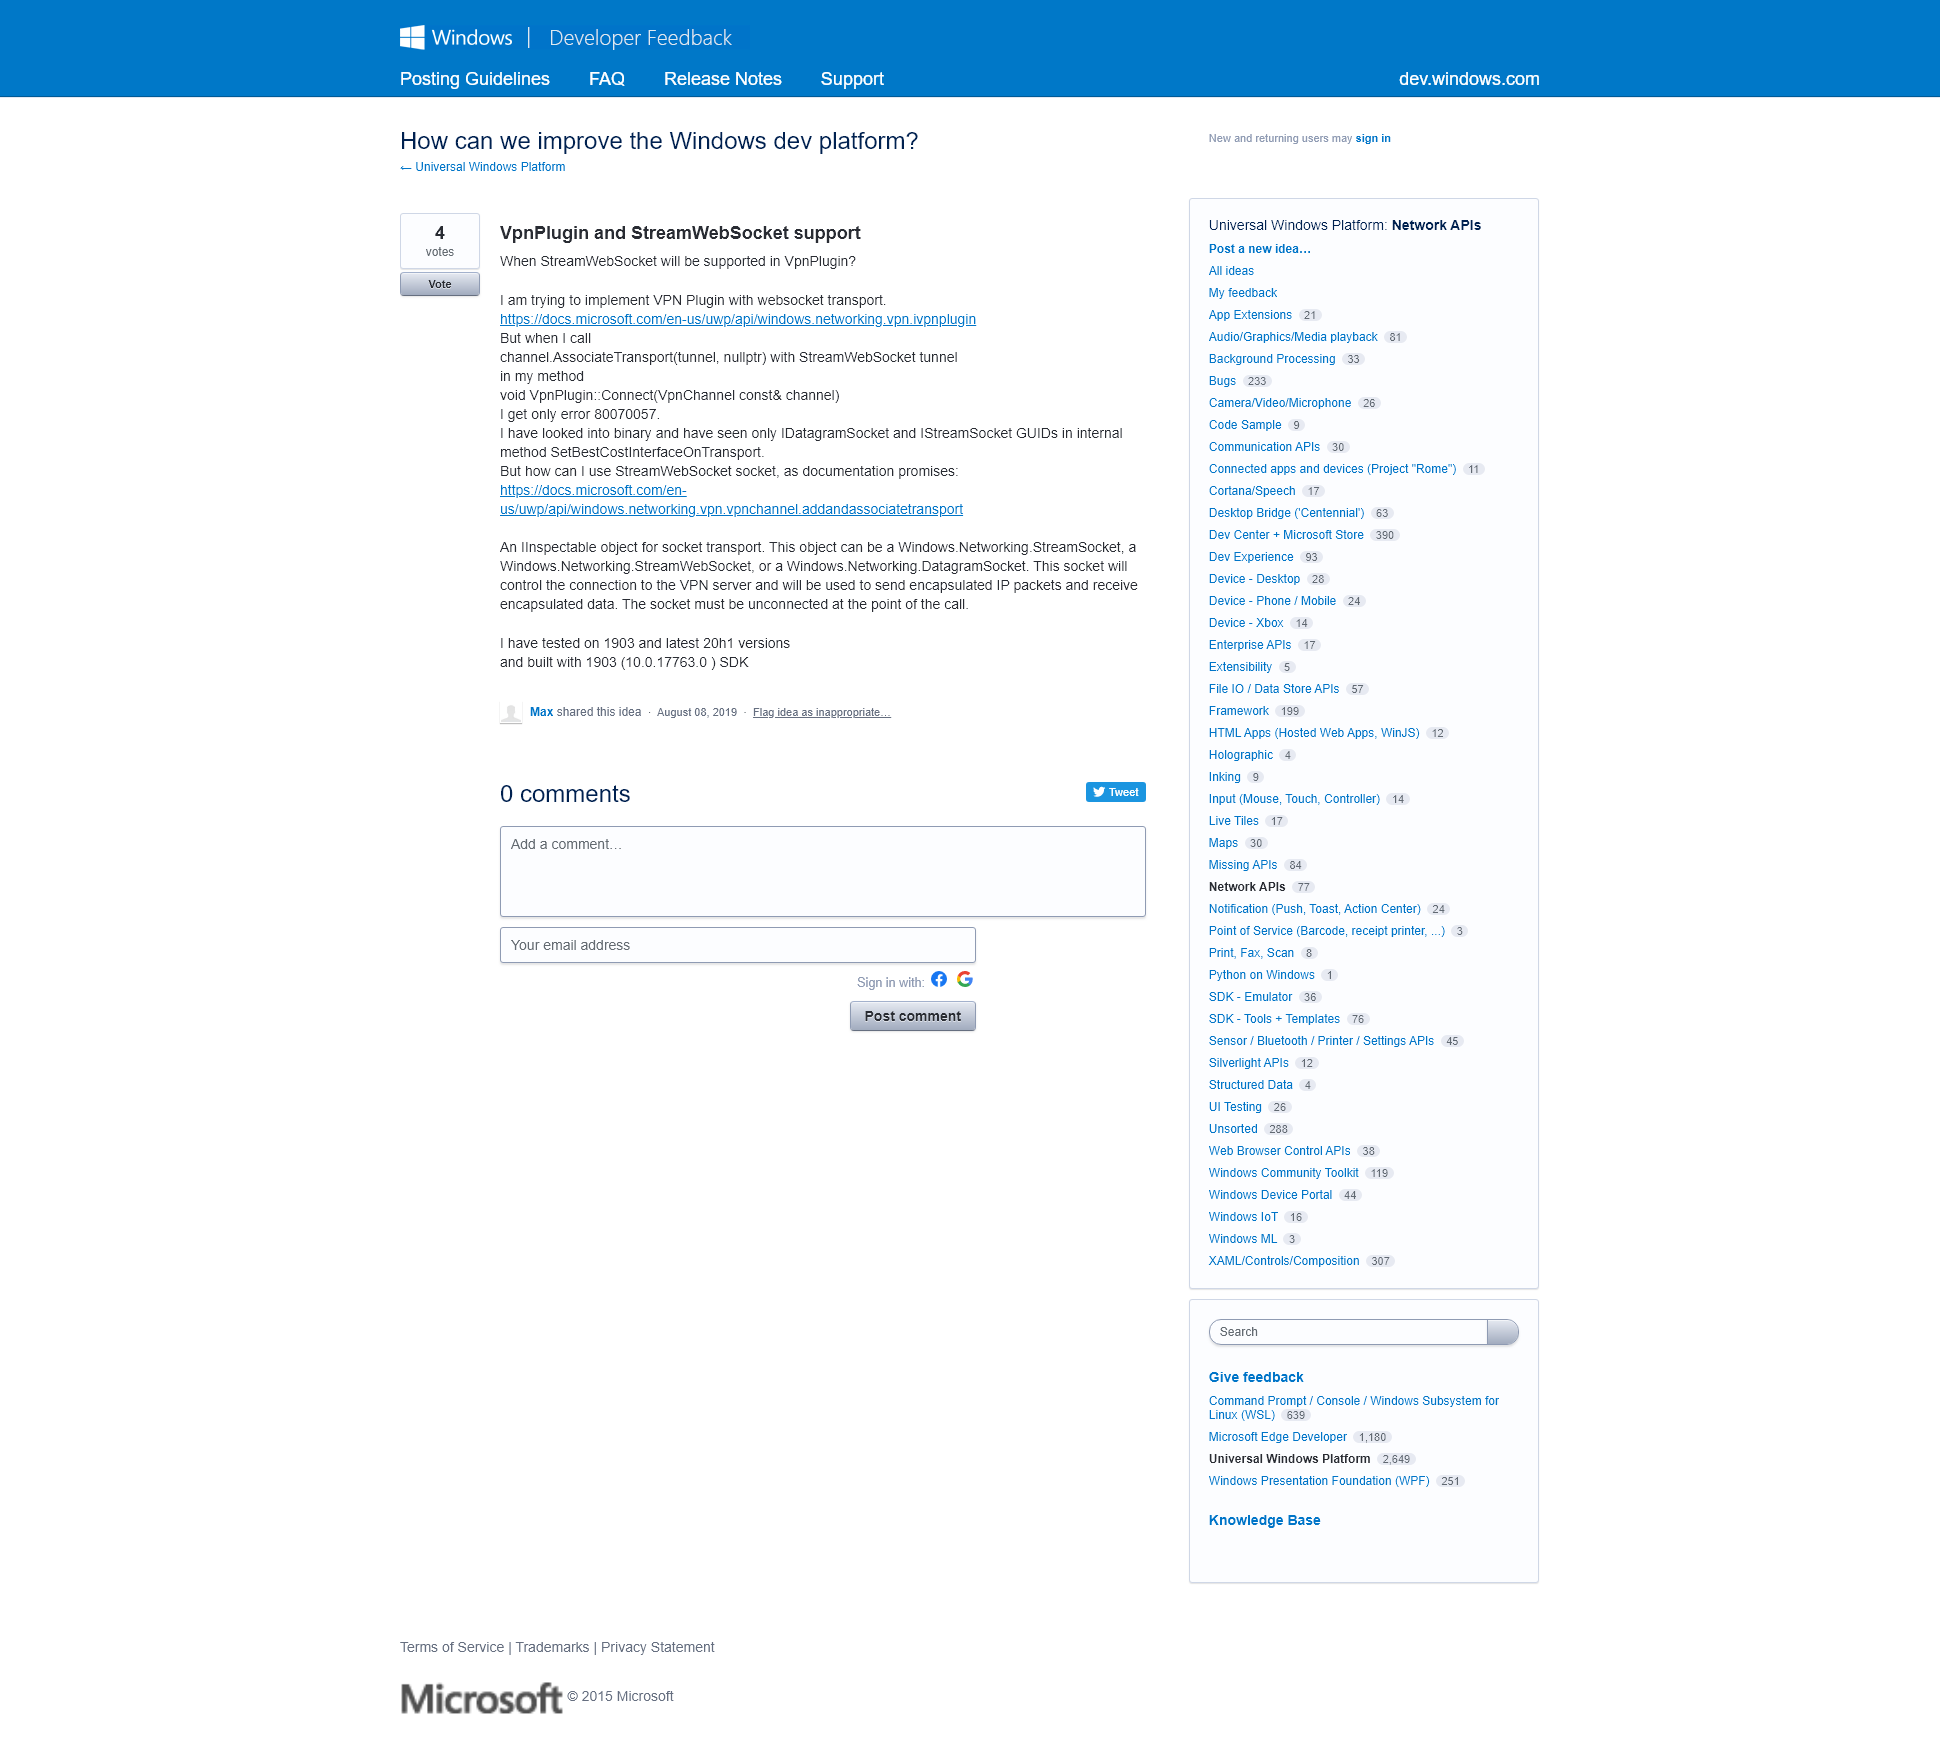 Windows | Developer Feedback
Posting Guidelines FAQ Release Notes Support dev.windows.com
How can we improve the Windows dev platform?
← Universal Windows Platform
New and returning users may sign in
4
votes
Vote
VpnPlugin and StreamWebSocket support
When StreamWebSocket will be supported in VpnPlugin?
I am trying to implement VPN Plugin with websocket transport.
https://docs.microsoft.com/en-us/uwp/api/windows.networking.vpn.ivpnplugin
But when I call
channel.AssociateTransport(tunnel, nullptr) with StreamWebSocket tunnel
in my method
void VpnPlugin::Connect(VpnChannel const& channel)
I get only error 80070057.
I have looked into binary and have seen only IDatagramSocket and IStreamSocket GUIDs in internal
method SetBestCostInterfaceOnTransport.
But how can I use StreamWebSocket socket, as documentation promises:
https://docs.microsoft.com/en-
us/uwp/api/windows.networking.vpn.vpnchannel.addandassociatetransport
An IInspectable object for socket transport. This object can be a Windows.Networking.StreamSocket, a
Windows.Networking.StreamWebSocket, or a Windows.Networking.DatagramSocket. This socket will
control the connection to the VPN server and will be used to send encapsulated IP packets and receive
encapsulated data. The socket must be unconnected at the point of the call.
I have tested on 1903 and latest 20h1 versions
and built with 1903 (10.0.17763.0 ) SDK
Max shared this idea · August 08, 2019 · Flag idea as inappropriate…
0 comments
Tweet
Add a comment…
Your email address
Sign in with:
Post comment
Universal Windows Platform: Network APIs
Post a new idea…
All ideas
My feedback
App Extensions 21
Audio/Graphics/Media playback 81
Background Processing 33
Bugs 233
Camera/Video/Microphone 26
Code Sample 9
Communication APIs 30
Connected apps and devices (Project "Rome") 11
Cortana/Speech 17
Desktop Bridge ('Centennial') 63
Dev Center + Microsoft Store 390
Dev Experience 93
Device - Desktop 28
Device - Phone / Mobile 24
Device - Xbox 14
Enterprise APIs 17
Extensibility 5
File IO / Data Store APIs 57
Framework 199
HTML Apps (Hosted Web Apps, WinJS) 12
Holographic 4
Inking 9
Input (Mouse, Touch, Controller) 14
Live Tiles 17
Maps 30
Missing APIs 84
Network APIs 77
Notification (Push, Toast, Action Center) 24
Point of Service (Barcode, receipt printer, ...) 3
Print, Fax, Scan 8
Python on Windows 1
SDK - Emulator 36
SDK - Tools + Templates 76
Sensor / Bluetooth / Printer / Settings APIs 45
Silverlight APIs 12
Structured Data 4
UI Testing 26
Unsorted 288
Web Browser Control APIs 38
Windows Community Toolkit 119
Windows Device Portal 44
Windows IoT 16
Windows ML 3
XAML/Controls/Composition 307
Search
Give feedback
Command Prompt / Console / Windows Subsystem for
Linux (WSL) 639
Microsoft Edge Developer 1,180
Universal Windows Platform 2,649
Windows Presentation Foundation (WPF) 251
Knowledge Base
Terms of Service | Trademarks | Privacy Statement
Microsoft © 2015 Microsoft